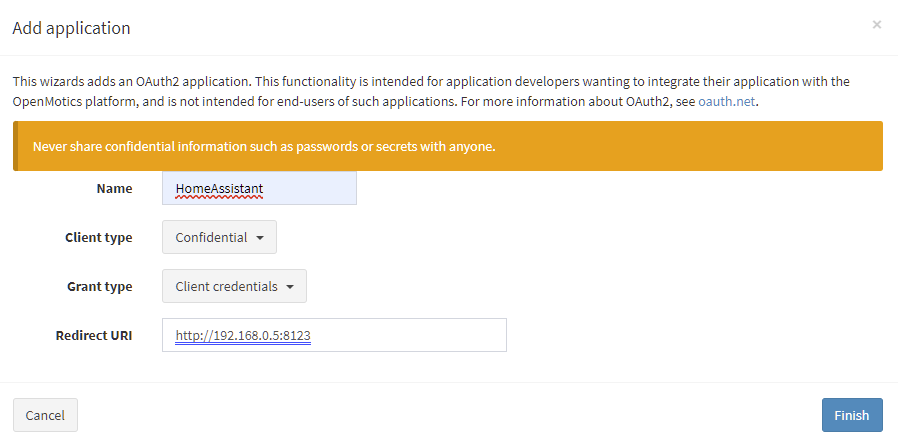 Add application
×
This wizards adds an OAuth2 application. This functionality is intended for application developers wanting to integrate their application with the
OpenMotics platform, and is not intended for end-users of such applications. For more information about OAuth2, see oauth.net.
Never share confidential information such as passwords or secrets with anyone.
Name HomeAssistant
Client type Confidential
Grant type Client credentials
Redirect URI http://192.168.0.5:8123
Cancel Finish